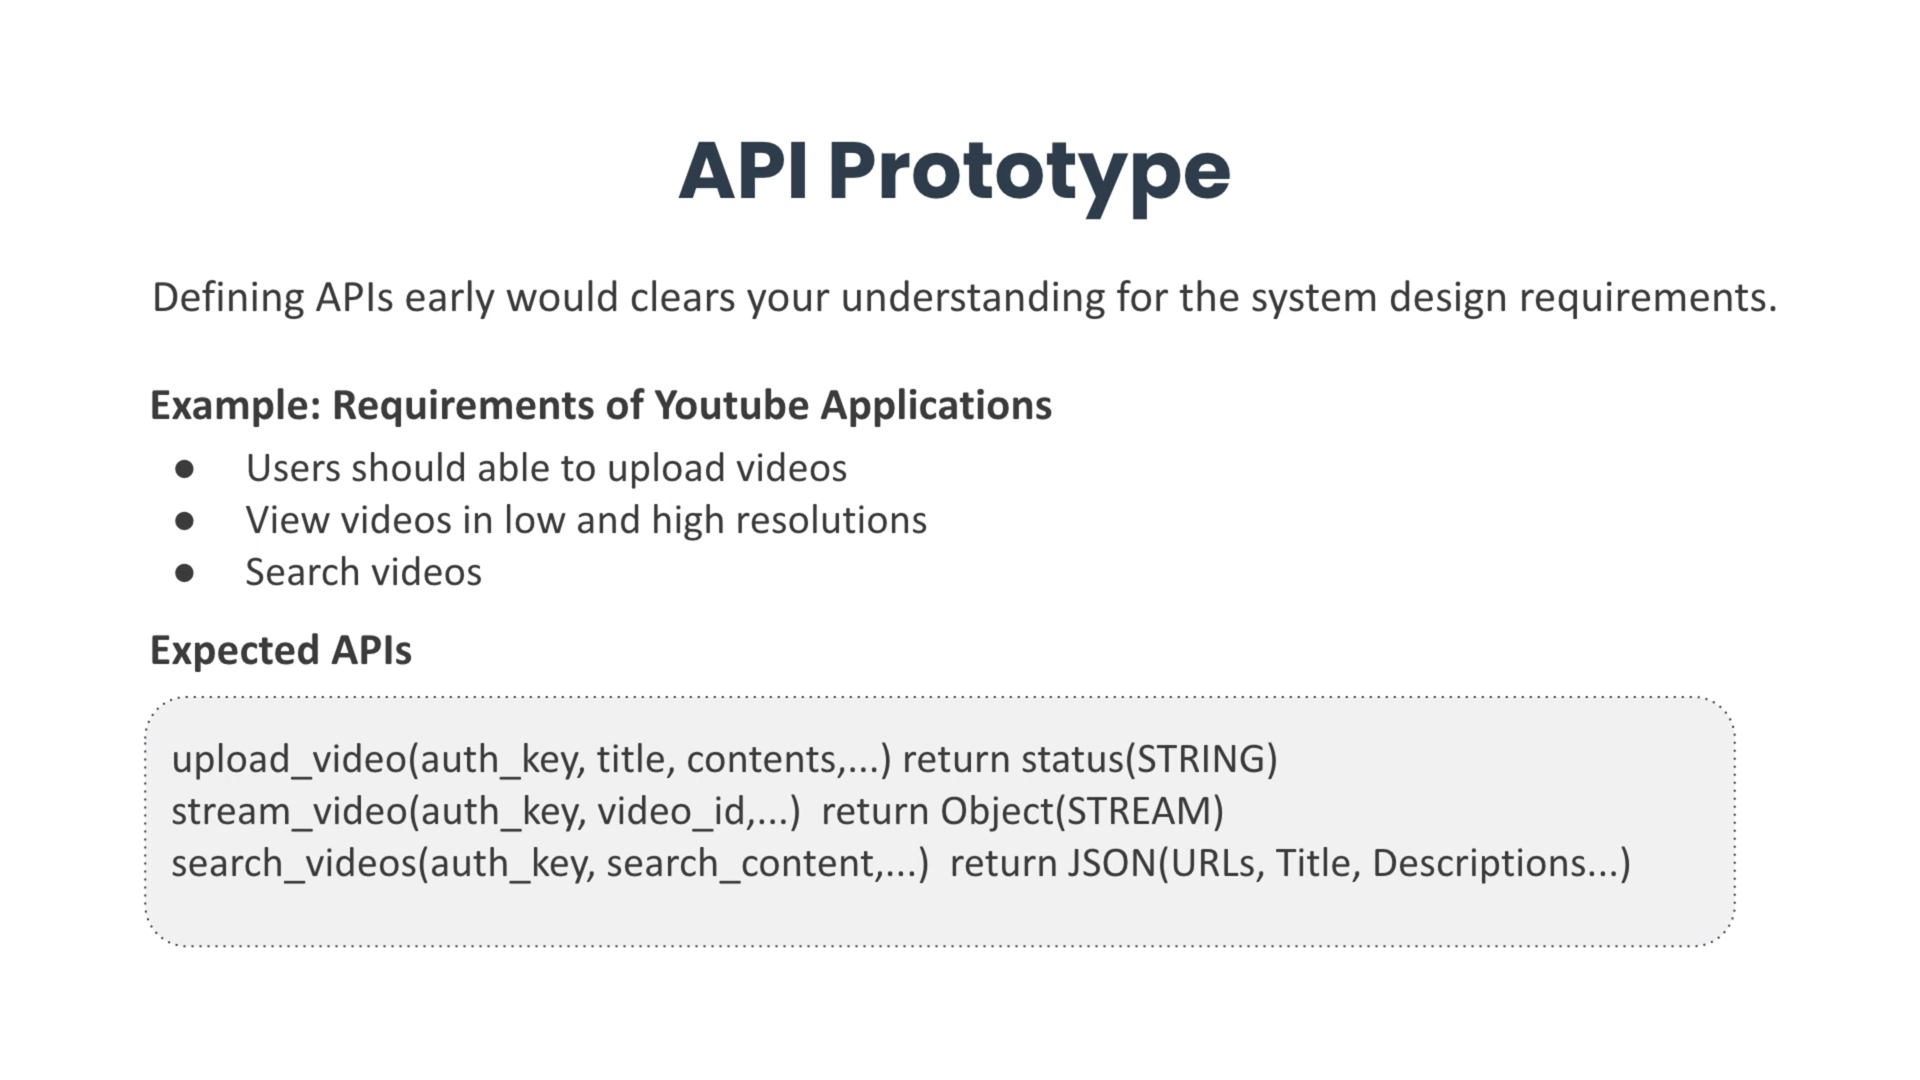 API Prototype
Defining APIs early would clears your understanding for the system design requirements.
Example: Requirements of Youtube Applications
● Users should able to upload videos
● View videos in low and high resolutions
● Search videos
Expected APIs
upload_video(auth_key, title, contents,...) return status(STRING)
stream_video(auth_key, video_id,...) return Object(STREAM)
search_videos(auth_key, search_content,...) return JSON(URLs, Title, Descriptions...)